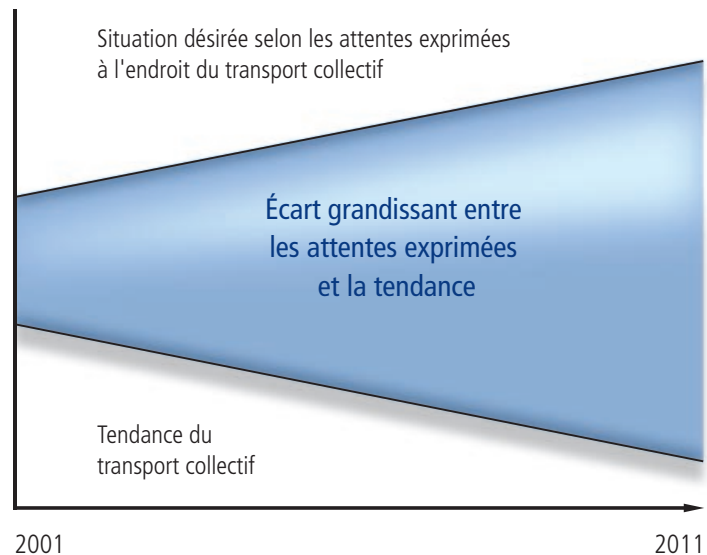 Situation désirée selon les attentes exprimées
à l'endroit du transport collectif
Écart grandissant entre
les attentes exprimées
et la tendance
Tendance du
transport collectif
2001
2011